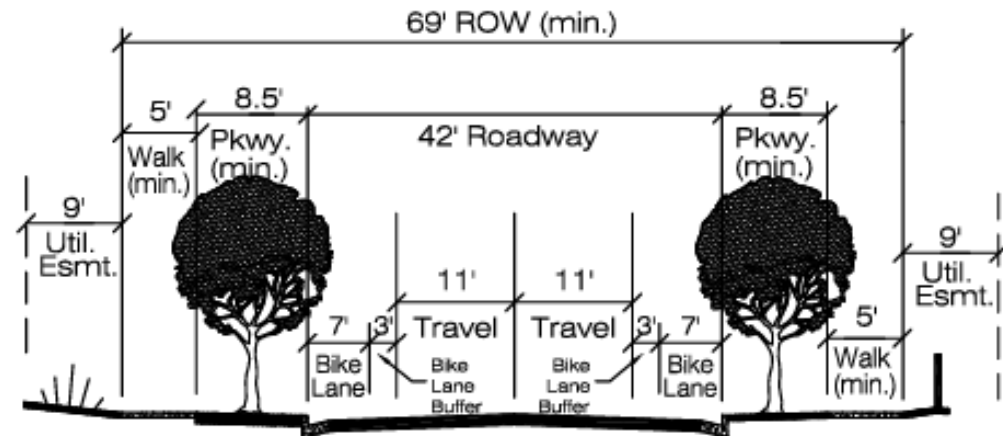 69' ROW (min.)
8.5'
8.5'
5'
42' Roadway
Pkwy.
(min.)
Pkwy.
(min.)
Walk
(min.)
9'
Util.
Esmt.
9'
Util.
Esmt.
11'
11'
Travel
Travel
7'
3'
3'
7'
5'
Bike
Lane
Bike
Lane
Buffer
Bike
Lane
Buffer
Bike
Lane
Walk
(min.)